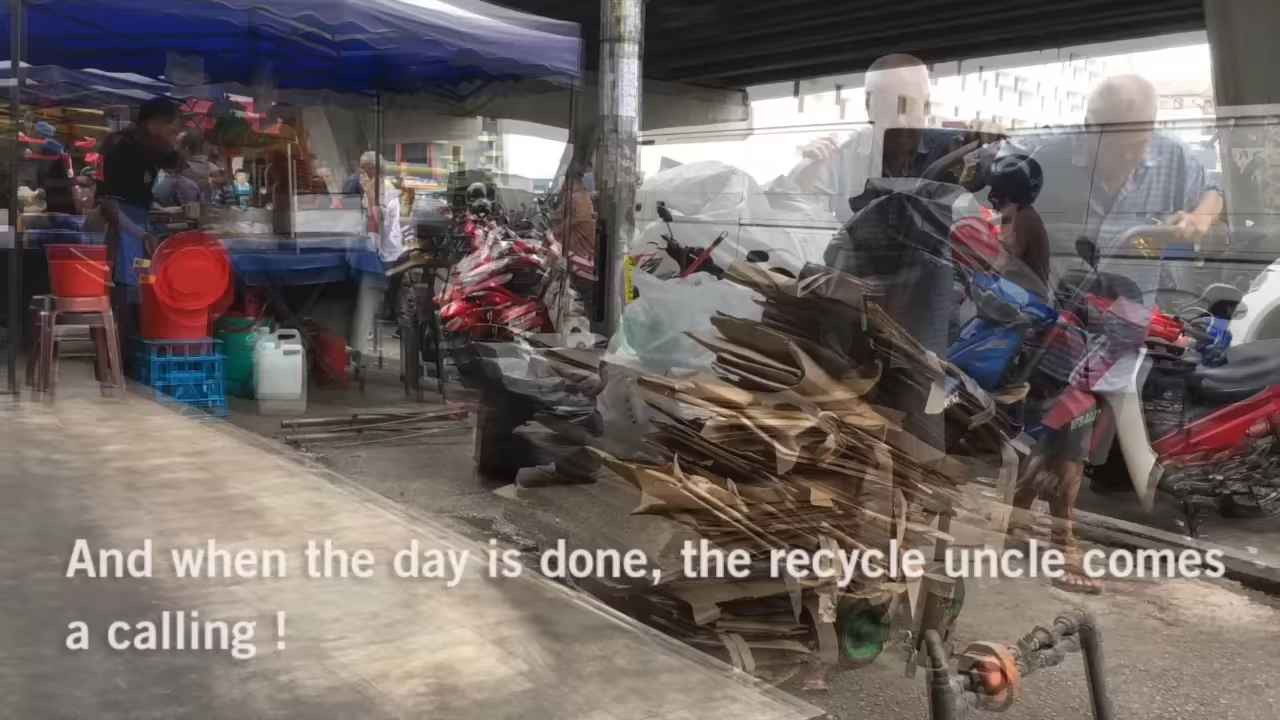 And when the day is done, the recycle uncle comes
a calling !